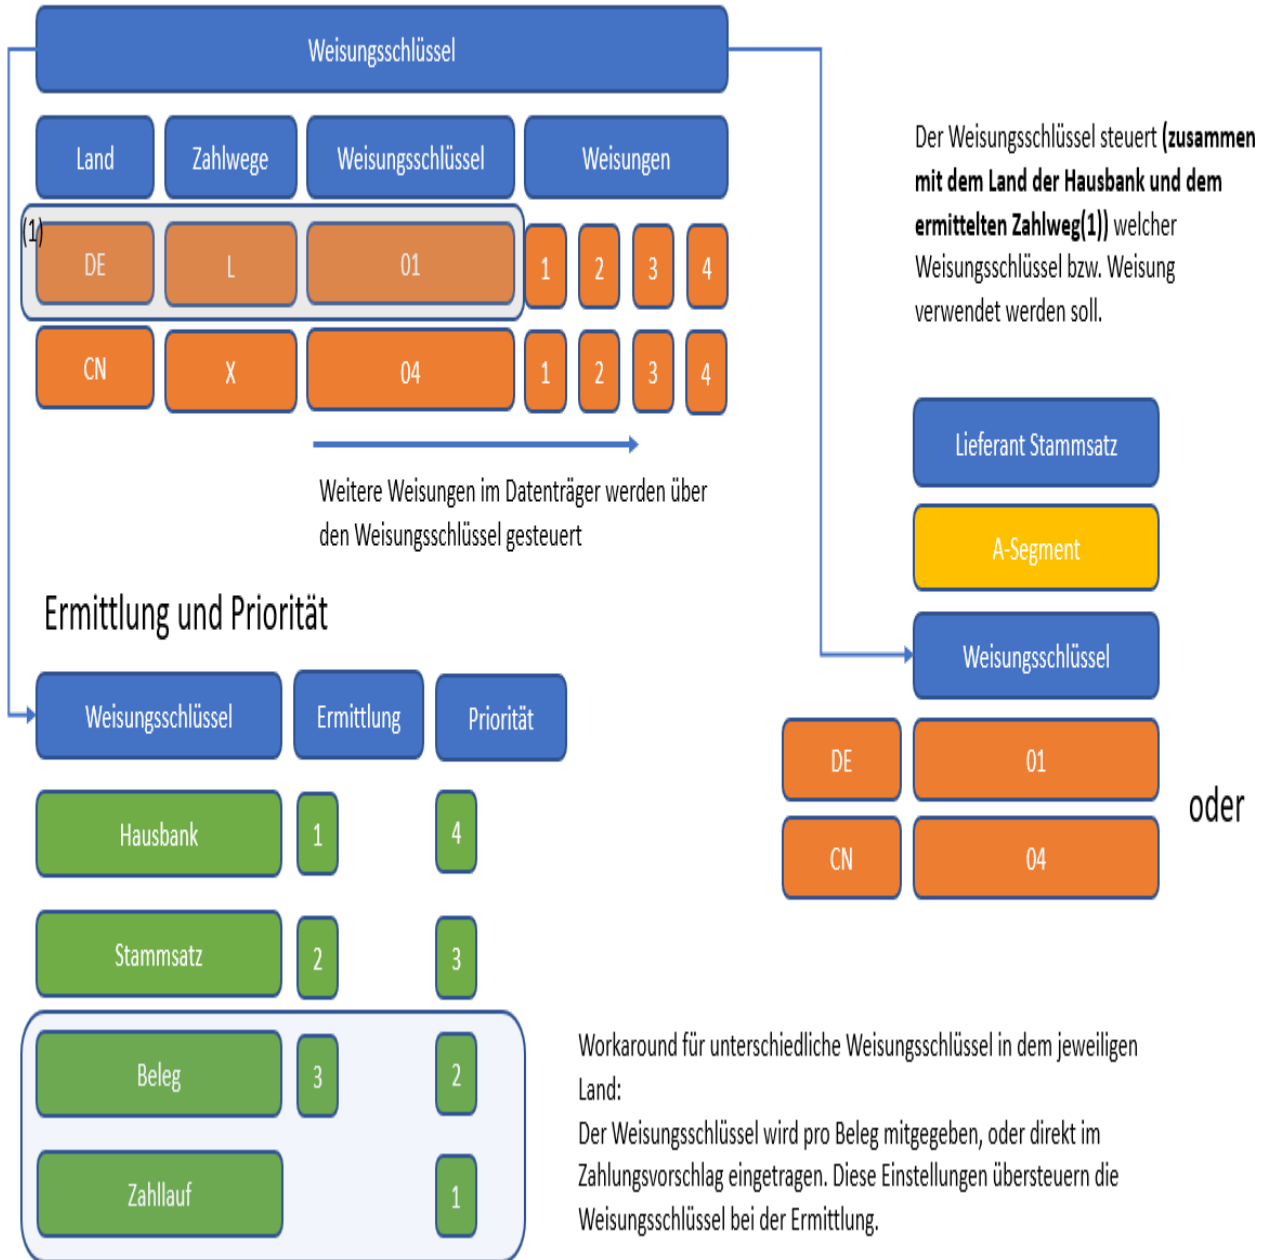 Weisungsschlüssel
Land Zahlwege Weisungsschlüssel Weisungen
(1)
DE L 01 1 2 3 4
CN X 04 1 2 3 4
Weitere Weisungen im Datenträger werden über
den Weisungsschlüssel gesteuert
Der Weisungsschlüssel steuert (zusammen
mit dem Land der Hausbank und dem
ermittelten Zahlweg(1)) welcher
Weisungsschlüssel bzw. Weisung
verwendet werden soll.
Lieferant Stammsatz
A-Segment
Weisungsschlüssel
DE 01
oder
CN 04
Ermittlung und Priorität
Weisungsschlüssel Ermittlung Priorität
Hausbank 1 4
Stammsatz 2 3
Beleg 3 2
Zahllauf 1
Workaround für unterschiedliche Weisungsschlüssel in dem jeweiligen
Land:
Der Weisungsschlüssel wird pro Beleg mitgegeben, oder direkt im
Zahlungsvorschlag eingetragen. Diese Einstellungen übersteuern die
Weisungsschlüssel bei der Ermittlung.